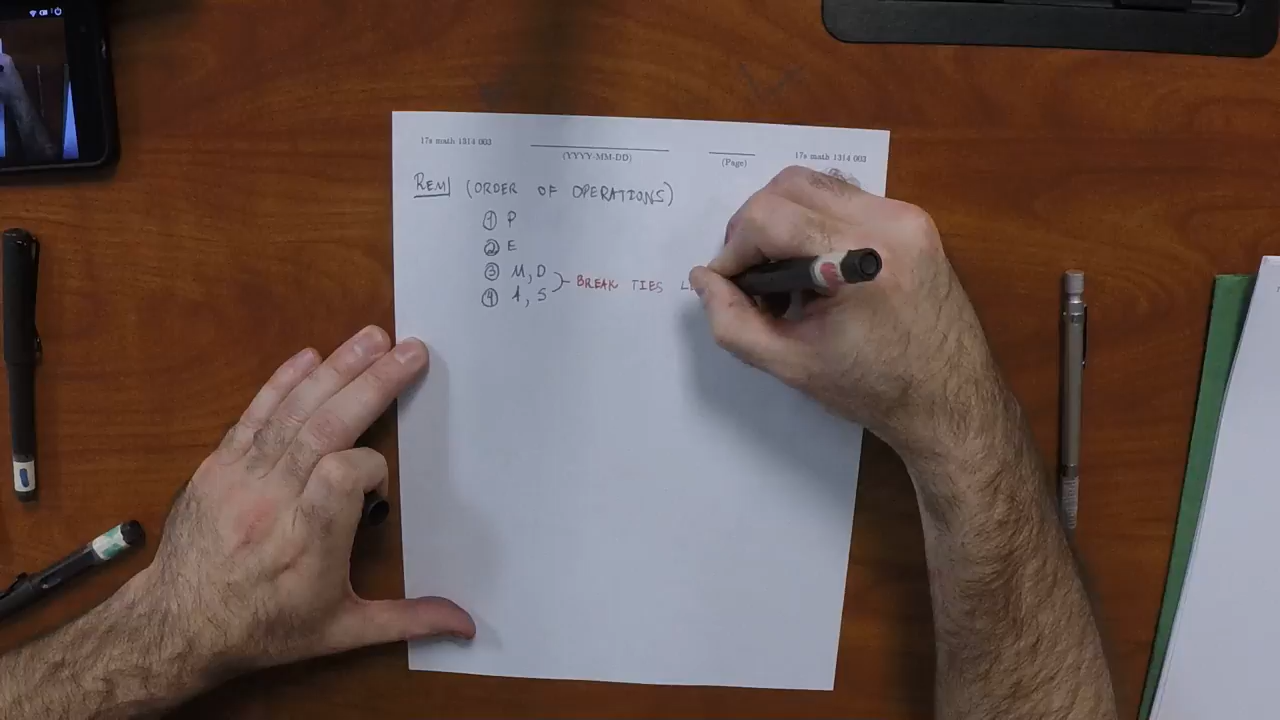 17s math 1314 003 (YYYY-MM-DD) (Page) 17s math 1314 003
REM (ORDER OF OPERATIONS)
① P
② E
③ M, D
BREAK TIES
④ A, S